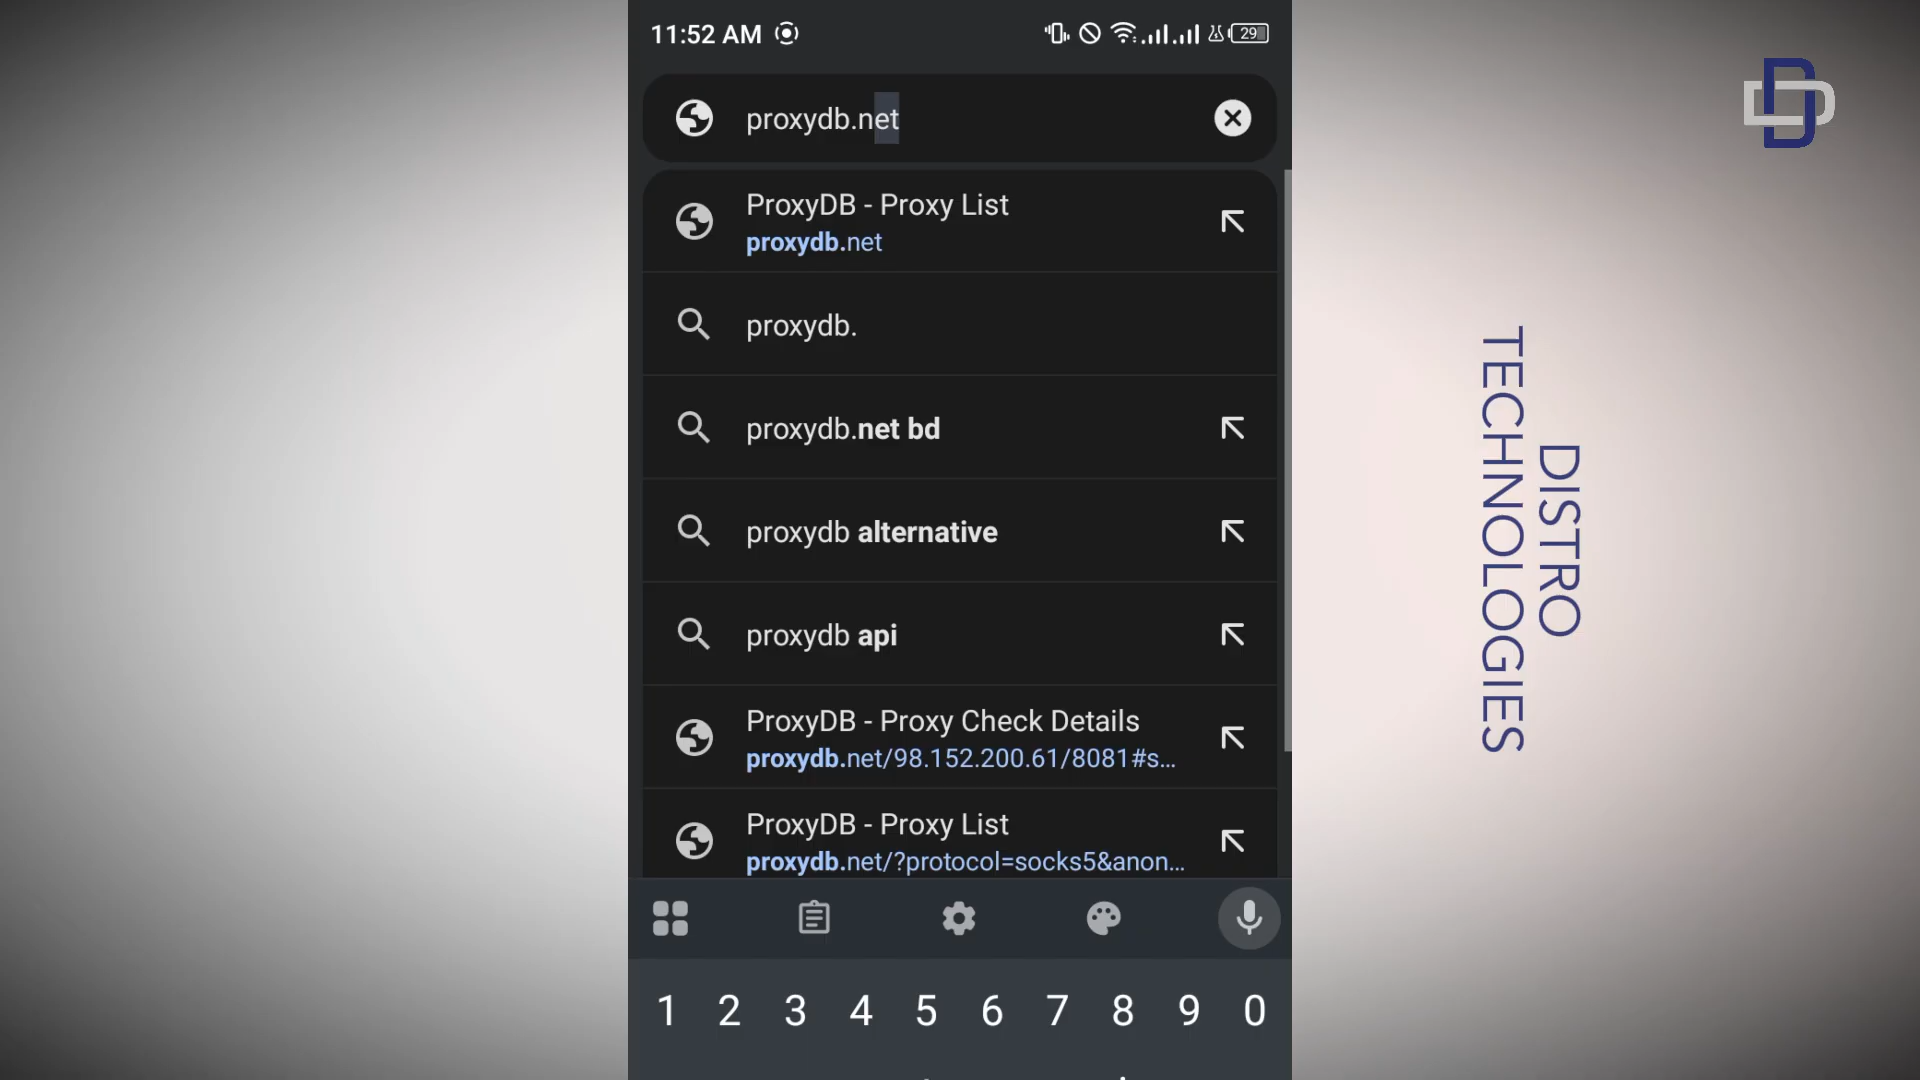 11:52 AM
29
proxydb.net
ProxyDB - Proxy List
proxydb.net
proxydb.
proxydb.net bd
proxydb alternative
proxydb api
ProxyDB - Proxy Check Details
proxydb.net/98.152.200.61/8081#s...
ProxyDB - Proxy List
proxydb.net/?protocol=socks5&anon...
1 2 3 4 5 6 7 8 9 0
DISTRO
TECHNOLOGIES